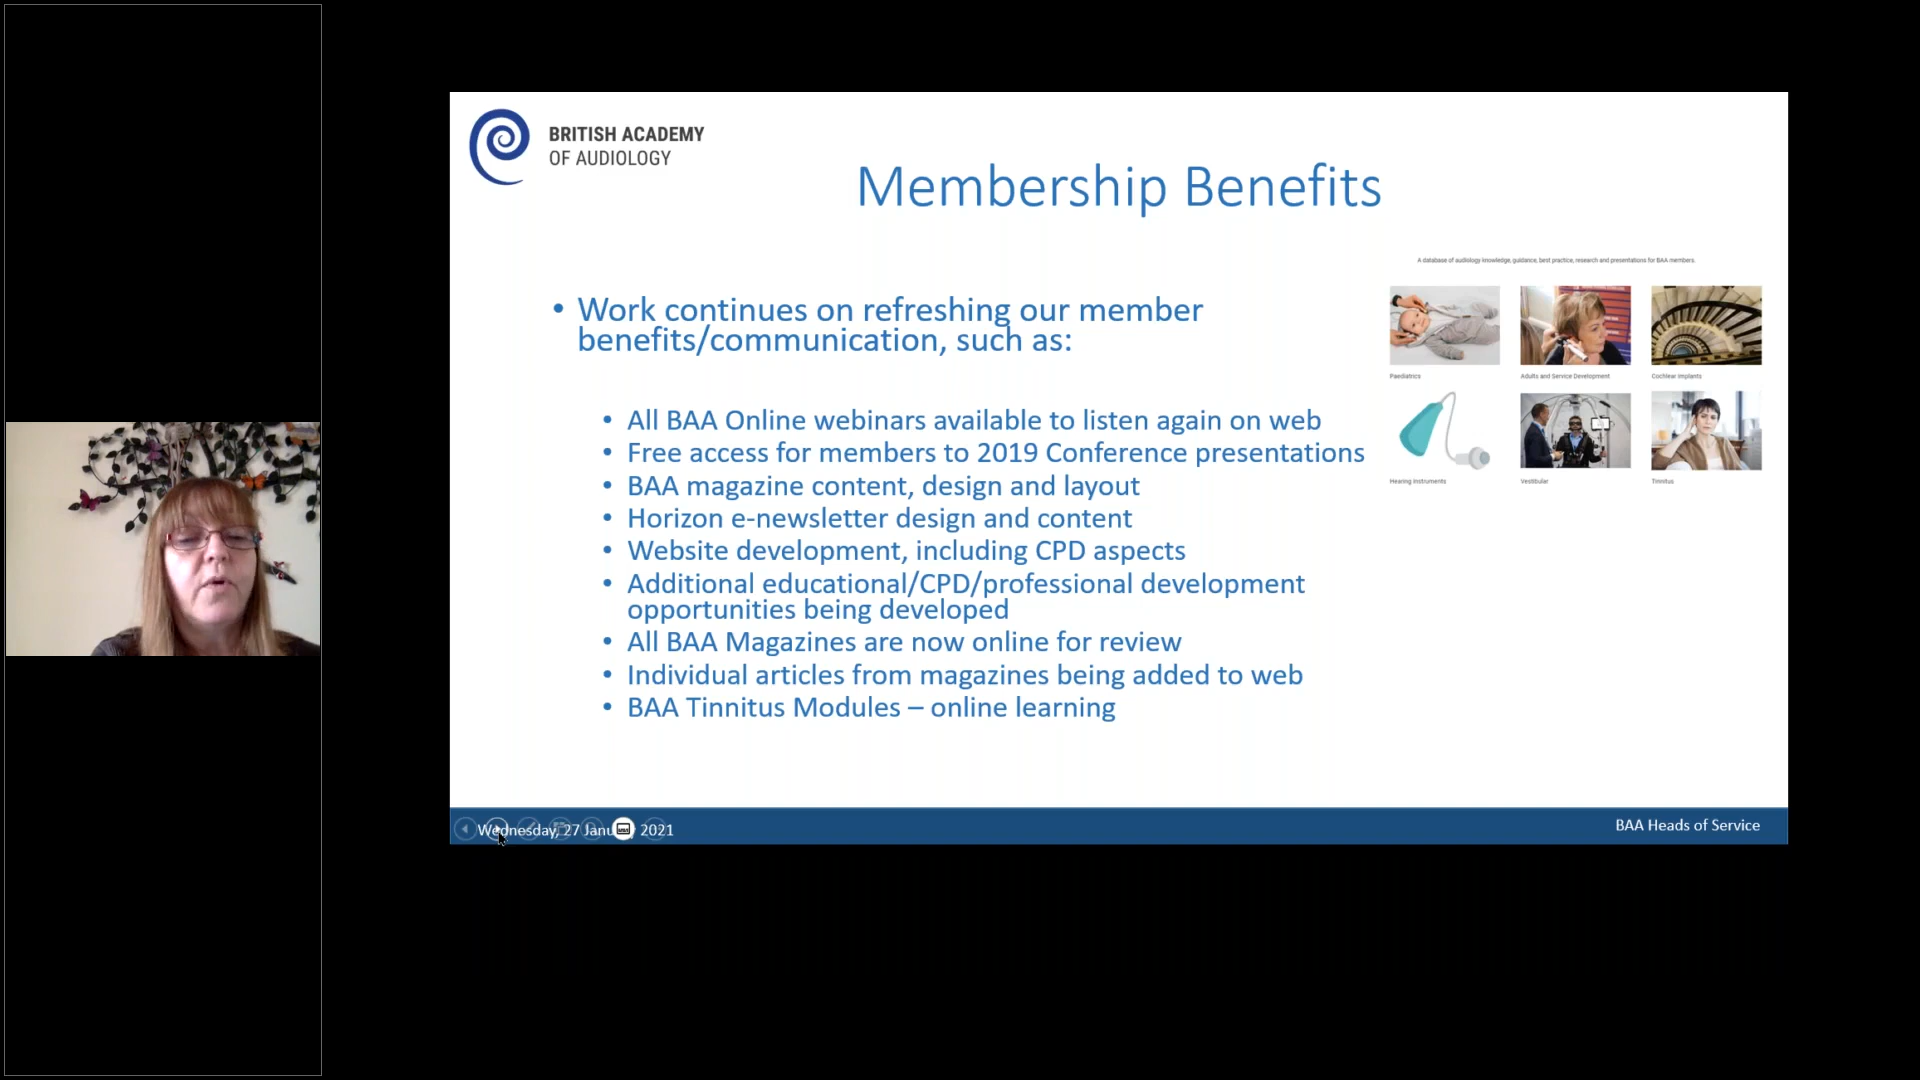 BRITISH ACADEMY
OF AUDIOLOGY
Membership Benefits
A database of audiology knowledge, guidance, best practice, research and presentations for BAA members.
• Work continues on refreshing our member
benefits/communication, such as:
• All BAA Online webinars available to listen again on web
• Free access for members to 2019 Conference presentations
• BAA magazine content, design and layout
• Horizon e-newsletter design and content
• Website development, including CPD aspects
• Additional educational/CPD/professional development
opportunities being developed
• All BAA Magazines are now online for review
• Individual articles from magazines being added to web
• BAA Tinnitus Modules – online learning
Paediatrics
Adults and Service Development
Cochlear Implants
Hearing Instruments
Vestibular
Tinnitus
Wednesday, 27 January 2021
BAA Heads of Service